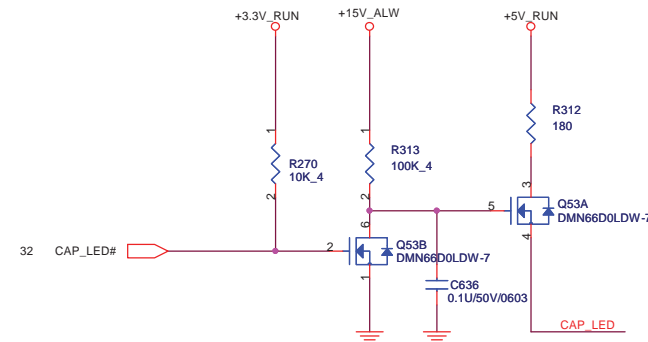 +3.3V_RUN
+15V_ALW
+5V_RUN
1
R270
10K_4
2
1
R313
100K_4
2
R312
180
3
5
Q53A
DMN66D0LDW-7
4
6
2
Q53B
DMN66D0LDW-7
1
32
CAP_LED#
C636
0.1U/50V/0603
CAP_LED